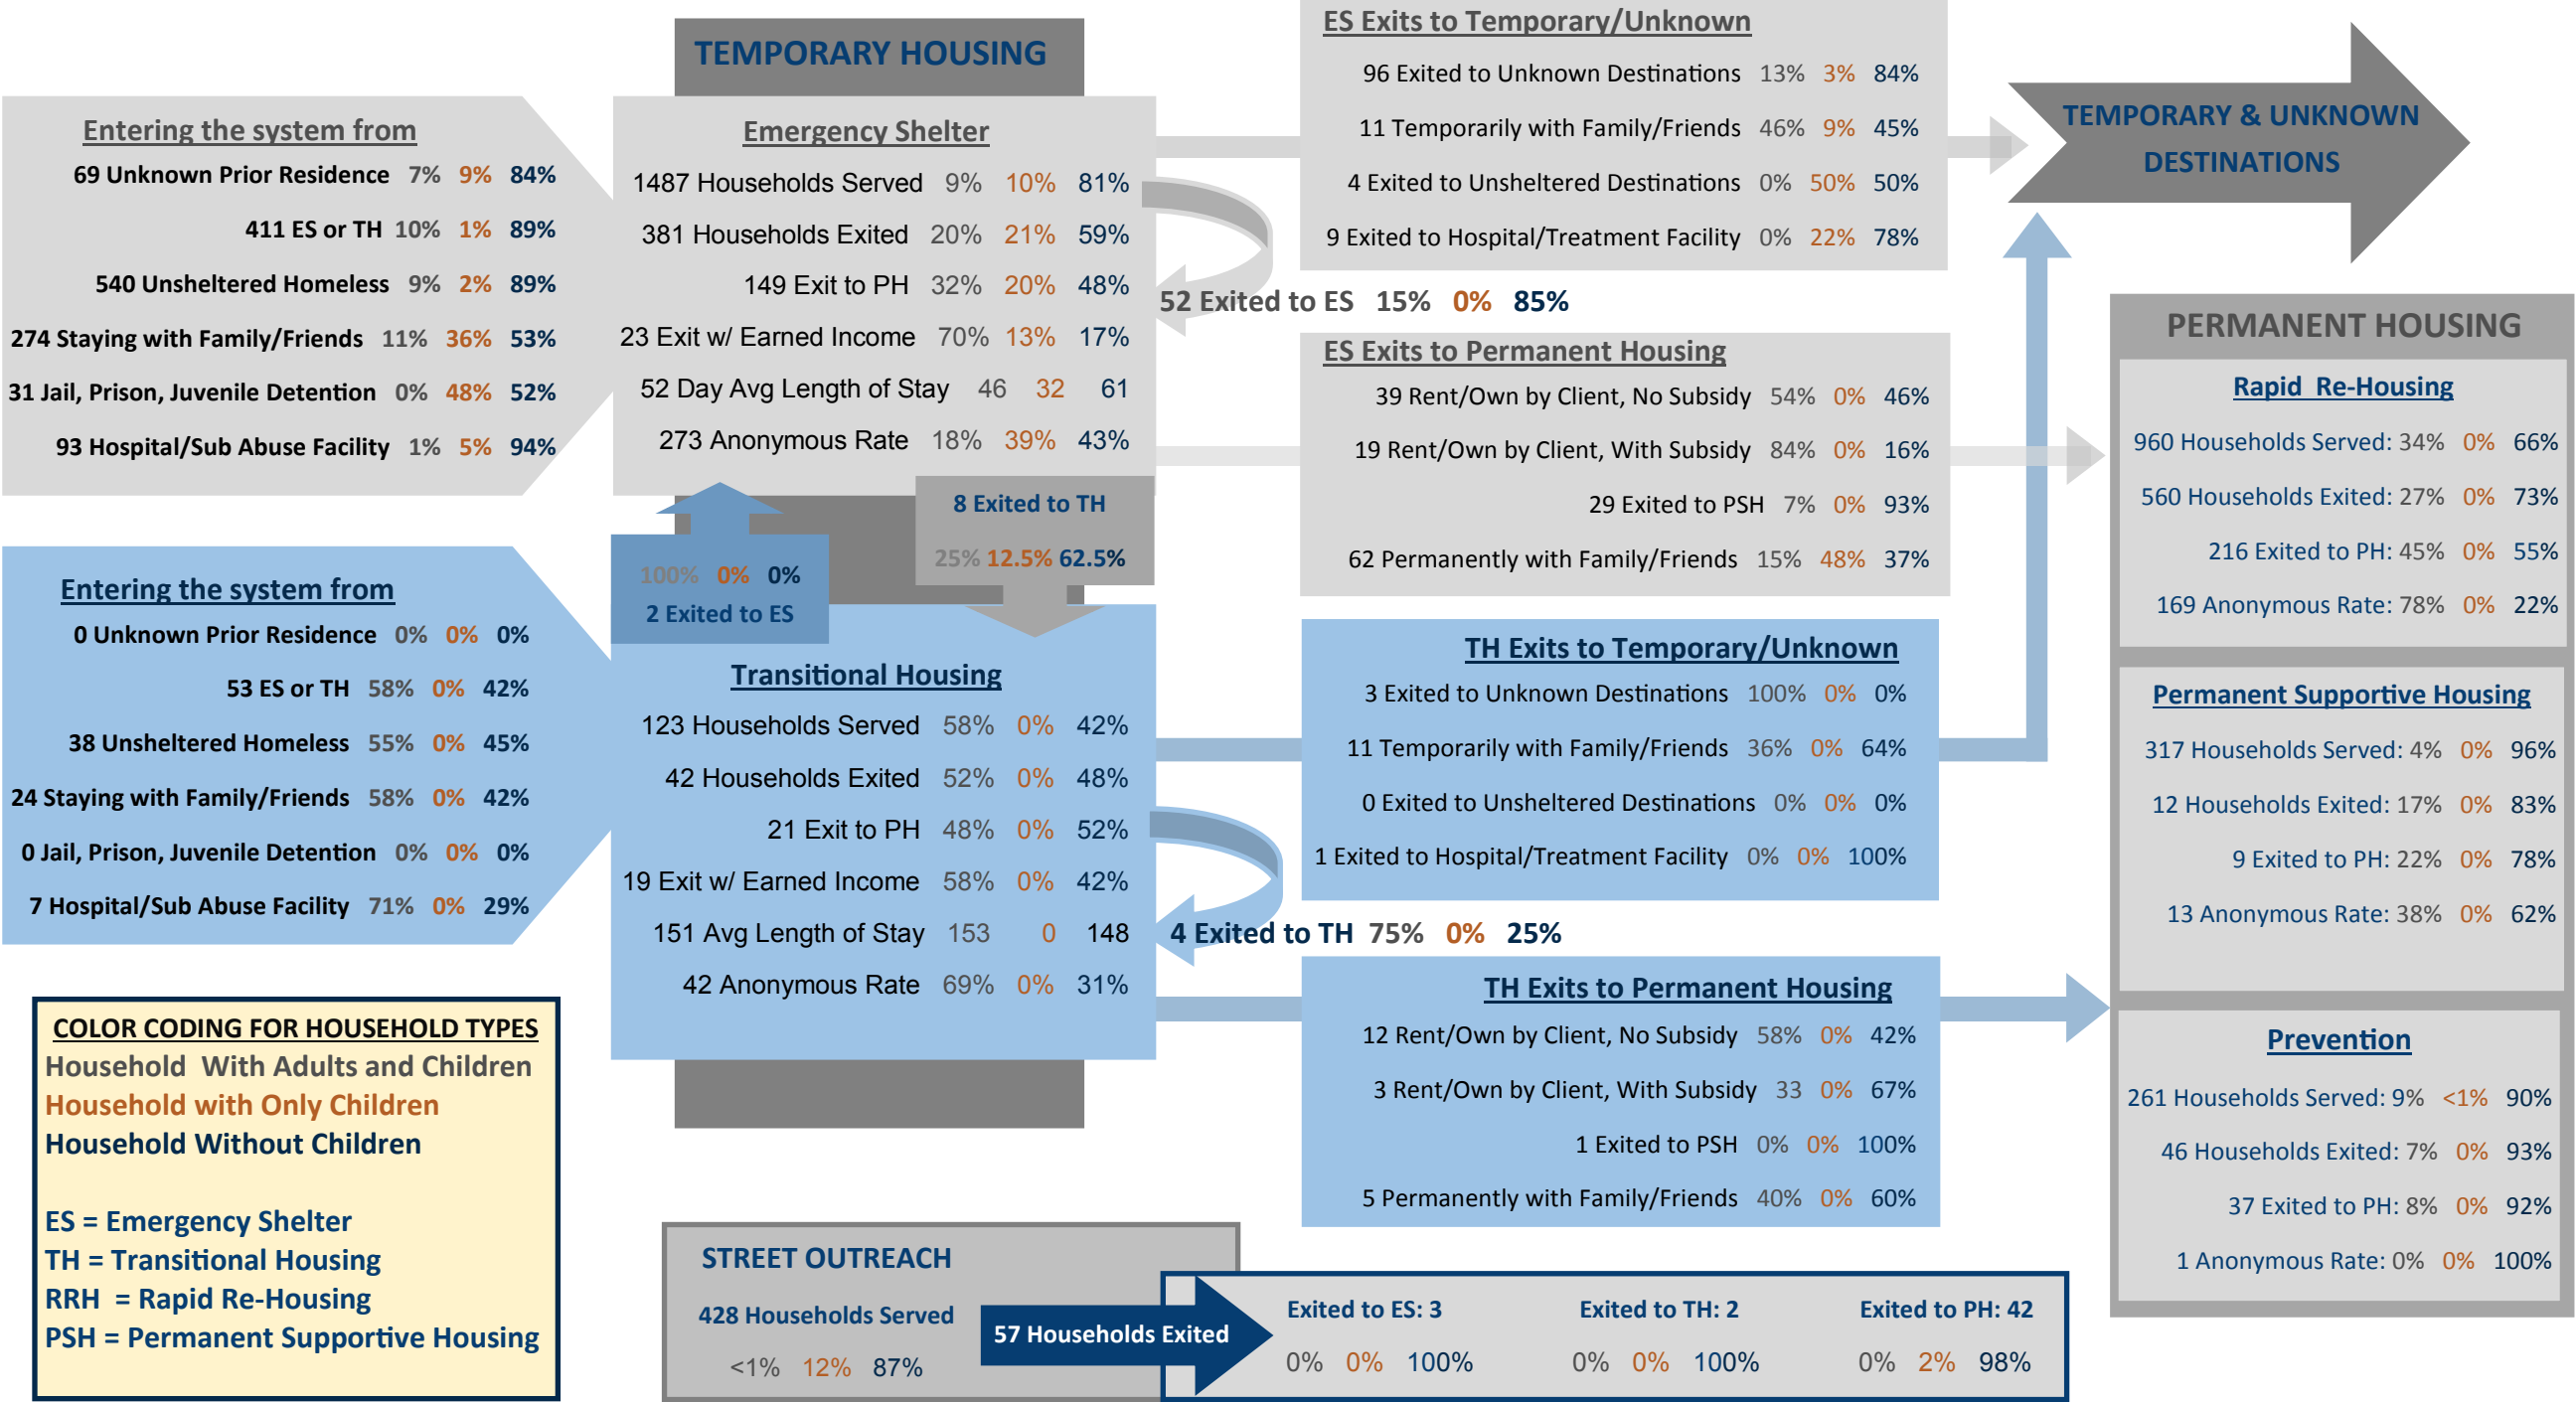 TEMPORARY HOUSING
Entering the system from
69 Unknown Prior Residence 7% 9% 84%
411 ES or TH 10% 1% 89%
540 Unsheltered Homeless 9% 2% 89%
274 Staying with Family/Friends 11% 36% 53%
31 Jail, Prison, Juvenile Detention 0% 48% 52%
93 Hospital/Sub Abuse Facility 1% 5% 94%
Emergency Shelter
1487 Households Served 9% 10% 81%
381 Households Exited 20% 21% 59%
149 Exit to PH 32% 20% 48%
23 Exit w/ Earned Income 70% 13% 17%
52 Day Avg Length of Stay 46 32 61
273 Anonymous Rate 18% 39% 43%
ES Exits to Temporary/Unknown
96 Exited to Unknown Destinations 13% 3% 84%
11 Temporarily with Family/Friends 46% 9% 45%
4 Exited to Unsheltered Destinations 0% 50% 50%
9 Exited to Hospital/Treatment Facility 0% 22% 78%
TEMPORARY & UNKNOWN
DESTINATIONS
52 Exited to ES 15% 0% 85%
ES Exits to Permanent Housing
39 Rent/Own by Client, No Subsidy 54% 0% 46%
19 Rent/Own by Client, With Subsidy 84% 0% 16%
29 Exited to PSH 7% 0% 93%
62 Permanently with Family/Friends 15% 48% 37%
8 Exited to TH
25% 12.5% 62.5%
100% 0% 0%
2 Exited to ES
Entering the system from
0 Unknown Prior Residence 0% 0% 0%
53 ES or TH 58% 0% 42%
38 Unsheltered Homeless 55% 0% 45%
24 Staying with Family/Friends 58% 0% 42%
0 Jail, Prison, Juvenile Detention 0% 0% 0%
7 Hospital/Sub Abuse Facility 71% 0% 29%
Transitional Housing
123 Households Served 58% 0% 42%
42 Households Exited 52% 0% 48%
21 Exit to PH 48% 0% 52%
19 Exit w/ Earned Income 58% 0% 42%
151 Avg Length of Stay 153 0 148
42 Anonymous Rate 69% 0% 31%
TH Exits to Temporary/Unknown
3 Exited to Unknown Destinations 100% 0% 0%
11 Temporarily with Family/Friends 36% 0% 64%
0 Exited to Unsheltered Destinations 0% 0% 0%
1 Exited to Hospital/Treatment Facility 0% 0% 100%
4 Exited to TH 75% 0% 25%
TH Exits to Permanent Housing
12 Rent/Own by Client, No Subsidy 58% 0% 42%
3 Rent/Own by Client, With Subsidy 33 0% 67%
1 Exited to PSH 0% 0% 100%
5 Permanently with Family/Friends 40% 0% 60%
PERMANENT HOUSING
Rapid Re-Housing
960 Households Served: 34% 0% 66%
560 Households Exited: 27% 0% 73%
216 Exited to PH: 45% 0% 55%
169 Anonymous Rate: 78% 0% 22%
Permanent Supportive Housing
317 Households Served: 4% 0% 96%
12 Households Exited: 17% 0% 83%
9 Exited to PH: 22% 0% 78%
13 Anonymous Rate: 38% 0% 62%
Prevention
261 Households Served: 9% <1% 90%
46 Households Exited: 7% 0% 93%
37 Exited to PH: 8% 0% 92%
1 Anonymous Rate: 0% 0% 100%
COLOR CODING FOR HOUSEHOLD TYPES
Household With Adults and Children
Household with Only Children
Household Without Children
ES = Emergency Shelter
TH = Transitional Housing
RRH = Rapid Re-Housing
PSH = Permanent Supportive Housing
STREET OUTREACH
428 Households Served
<1% 12% 87%
57 Households Exited
Exited to ES: 3
0% 0% 100%
Exited to TH: 2
0% 0% 100%
Exited to PH: 42
0% 2% 98%